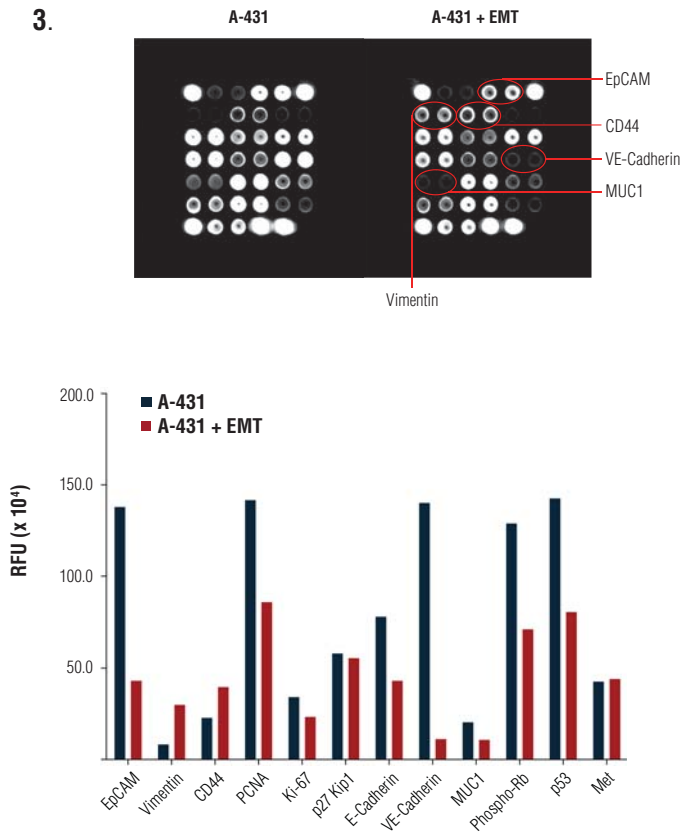 3.
A-431
A-431 + EMT
EpCAM
CD44
VE-Cadherin
MUC1
Vimentin
200.0
150.0
100.0
50.0
RFU (x 10⁴)
A-431
A-431 + EMT
EpCAM
Vimentin
CD44
PCNA
Ki-67
p27 Kip1
E-Cadherin
VE-Cadherin
MUC1
Phospho-Rb
p53
Met